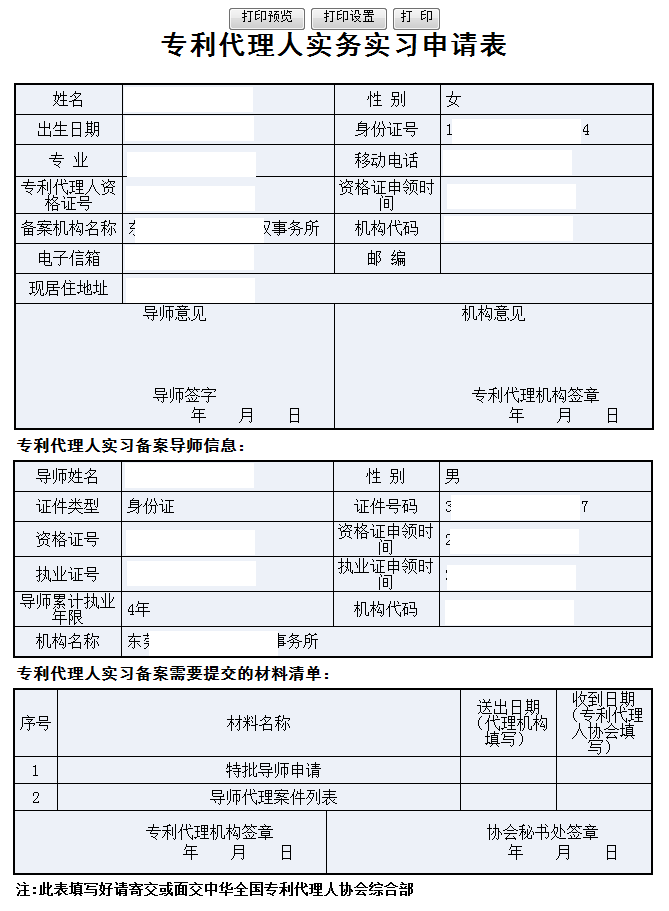 打印预览 打印设置 打 印
专利代理人实务实习申请表
姓名 性 别 女
出生日期 身份证号 1 4
专 业 移动电话
专利代理人资格证号 资格证申领时间
备案机构名称 事务所 机构代码
电子信箱 邮 编
现居住地址
导师意见 机构意见
导师签字 专利代理机构签章
年 月 日 年 月 日
专利代理人实习备案导师信息：
导师姓名 性 别 男
证件类型 身份证 证件号码 3 7
资格证号 资格证申领时间 2
执业证号 执业证申领时间
导师累计执业年限 4年 机构代码
机构名称 东莞 事务所
专利代理人实习备案需要提交的材料清单：
序号 材料名称 送出日期（代理机构填写） 收到日期（专利代理人协会填写）
1 特批导师申请
2 导师代理案件列表
专利代理机构签章 协会秘书处签章
年 月 日 年 月 日
注:此表填写好请寄交或面交中华全国专利代理人协会综合部